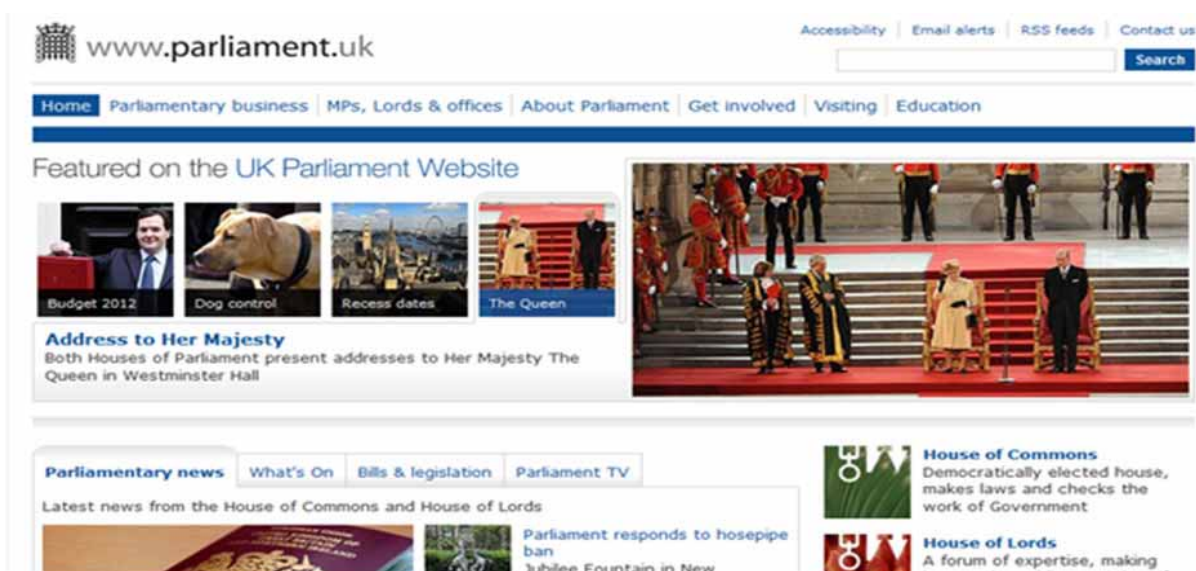 www.parliament.uk
Accessibility Email alerts RSS feeds Contact us
Search
Home Parliamentary business MPs, Lords & offices About Parliament Get involved Visiting Education
Featured on the UK Parliament Website
Budget 2012 Dog control Recess dates The Queen
Address to Her Majesty
Both Houses of Parliament present addresses to Her Majesty The
Queen in Westminster Hall
Parliamentary news What's On Bills & legislation Parliament TV
Latest news from the House of Commons and House of Lords
Parliament responds to hosepipe
ban
Jubilee Fountain in New
House of Commons
Democratically elected house,
makes laws and checks the
work of Government
House of Lords
A forum of expertise, making